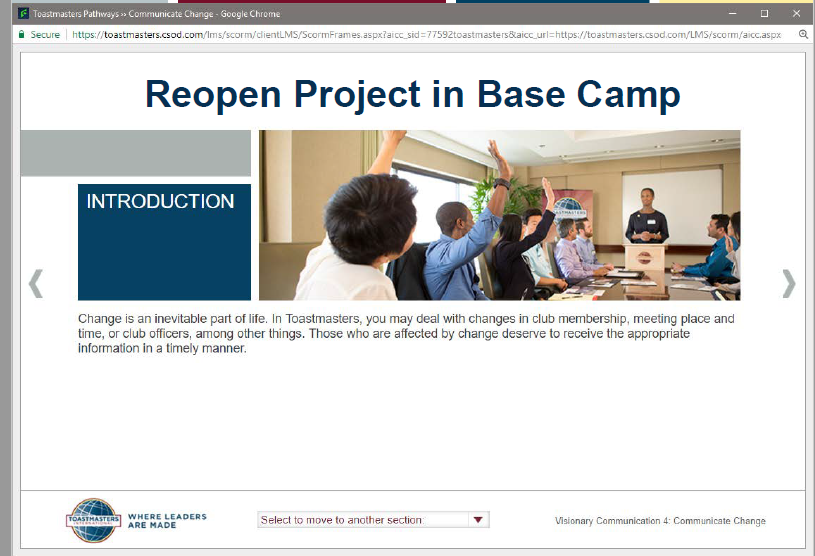 Toastmasters Pathways ›› Communicate Change - Google Chrome
Secure https://toastmasters.csod.com/lms/scorm/clientLMS/ScormFrames.aspx?aicc_sid=77592toastmasters&aicc_url=https://toastmasters.csod.com/LMS/scorm/aicc.aspx
Reopen Project in Base Camp
INTRODUCTION
TOASTMASTERS
Change is an inevitable part of life. In Toastmasters, you may deal with changes in club membership, meeting place and
time, or club officers, among other things. Those who are affected by change deserve to receive the appropriate
information in a timely manner.
TOASTMASTERS
INTERNATIONAL
WHERE LEADERS
ARE MADE
Select to move to another section:
Visionary Communication 4: Communicate Change